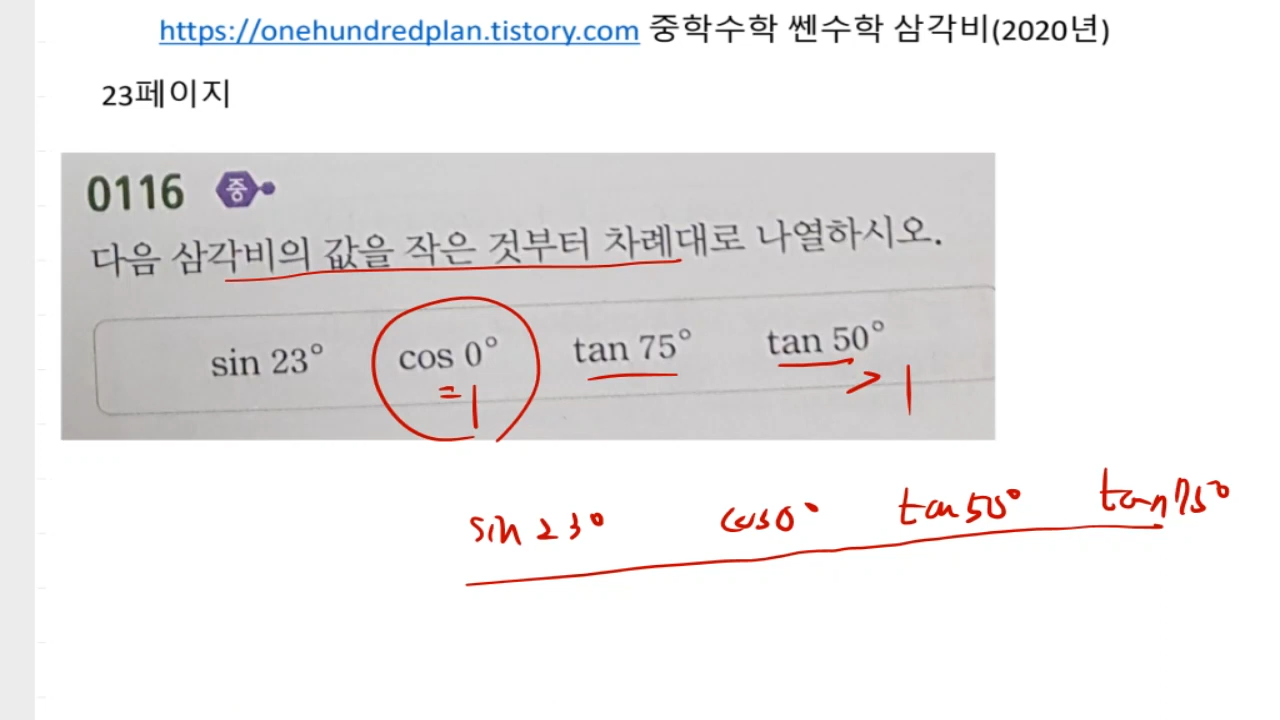 https://onehundredplan.tistory.com 중학수학 쎈수학 삼각비(2020년)
23페이지
0116 중
다음 삼각비의 값을 작은 것부터 차례대로 나열하시오.
sin 23° cos 0° tan 75° tan 50°
=1 > 1
sin 23° cos0° tan 50° tan 75°